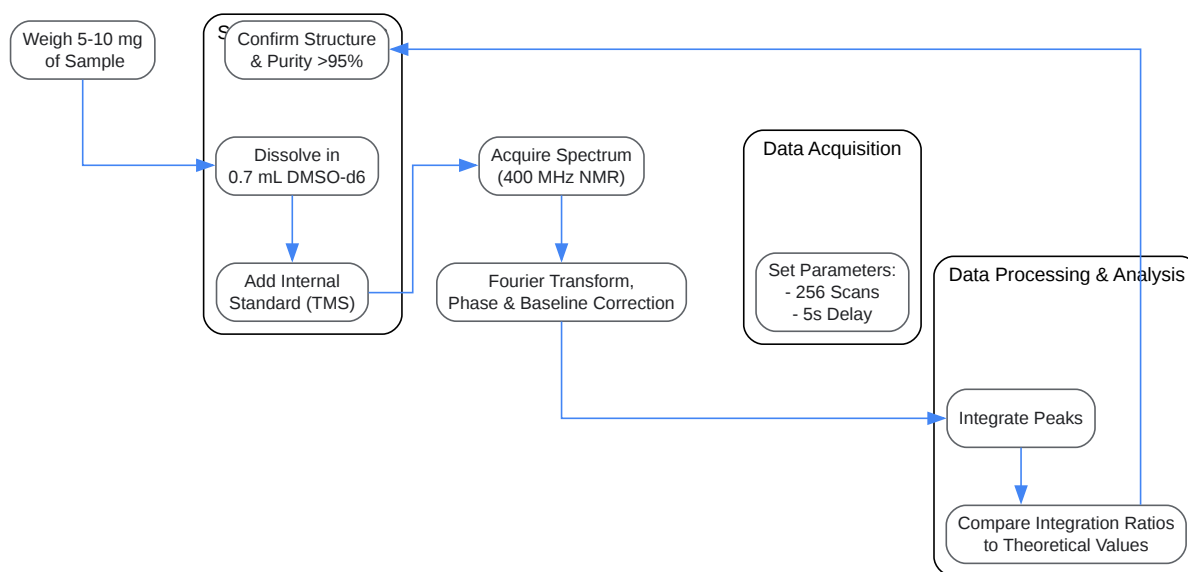 Weigh 5-10 mg
of Sample
Confirm Structure
& Purity >95%
Dissolve in
0.7 mL DMSO-d6
Add Internal
Standard (TMS)
Acquire Spectrum
(400 MHz NMR)
Fourier Transform,
Phase & Baseline Correction
Data Acquisition
Set Parameters:
- 256 Scans
- 5s Delay
Data Processing & Analysis
Integrate Peaks
Compare Integration Ratios
to Theoretical Values